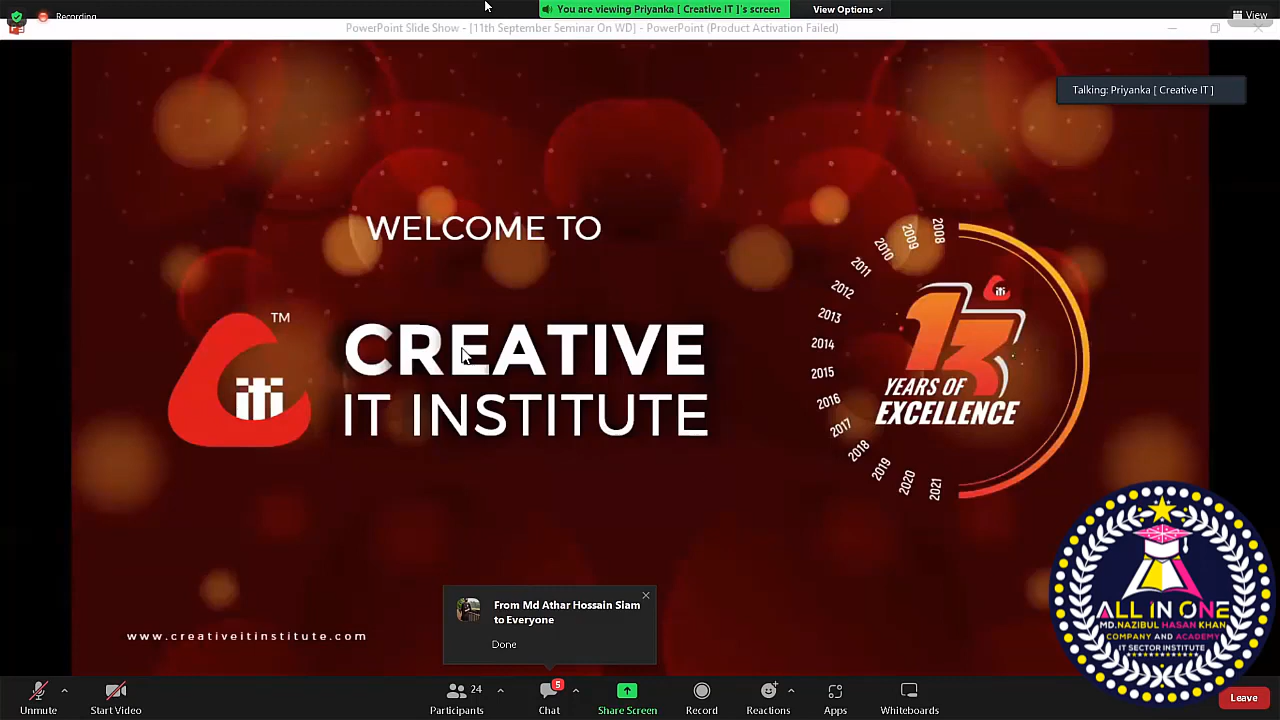 Recording
You are viewing Priyanka [ Creative IT ]'s screen
View Options
View
PowerPoint Slide Show - [11th September Seminar On WD] - PowerPoint (Product Activation Failed)
Talking: Priyanka [ Creative IT ]
WELCOME TO
TM
CREATIVE
IT INSTITUTE
iti
2008
2009
2010
2011
2012
2013
2014
2015
2016
2017
2018
2019
2020
2021
13
YEARS OF
EXCELLENCE
From Md Athar Hossain Siam
to Everyone
Done
www.creativeitinstitute.com
ALL IN ONE
MD.NAZIBUL HASAN KHAN
COMPANY AND ACADEMY
IT SECTOR INSTITUTE
Unmute
Start Video
24
Participants
5
Chat
Share Screen
Record
Reactions
Apps
Whiteboards
Leave